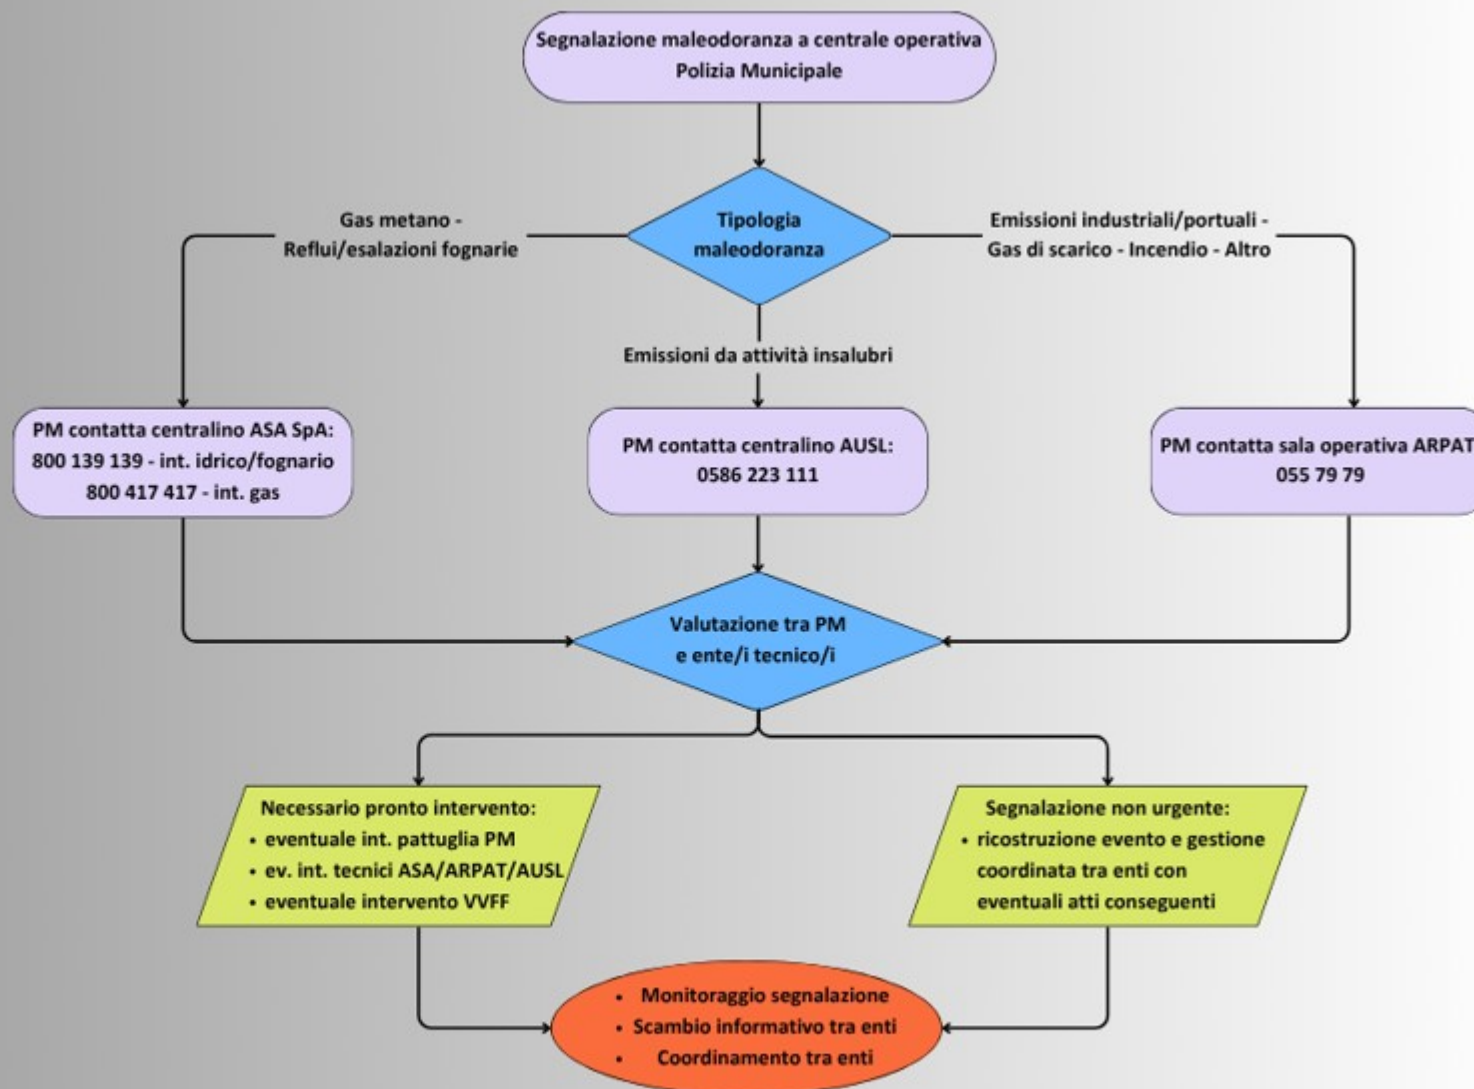 Segnalazione maleodoranza a centrale operativa
Polizia Municipale
Tipologia
maleodoranza
Gas metano -
Reflui/esalazioni fognarie
Emissioni industriali/portuali -
Gas di scarico - Incendio - Altro
Emissioni da attività insalubri
PM contatta centralino ASA SpA:
800 139 139 - int. idrico/fognario
800 417 417 - int. gas
PM contatta centralino AUSL:
0586 223 111
PM contatta sala operativa ARPAT
055 79 79
Valutazione tra PM
e ente/i tecnico/i
Necessario pronto intervento:
• eventuale int. pattuglia PM
• ev. int. tecnici ASA/ARPAT/AUSL
• eventuale intervento VVFF
Segnalazione non urgente:
• ricostruzione evento e gestione
coordinata tra enti con
eventuali atti conseguenti
• Monitoraggio segnalazione
• Scambio informativo tra enti
• Coordinamento tra enti